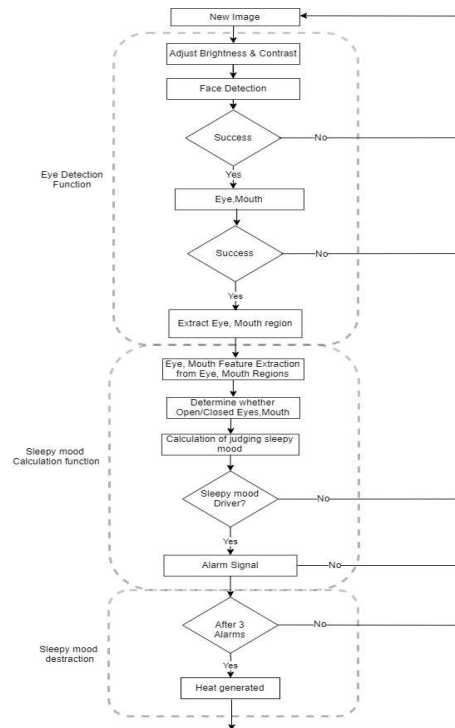 New Image
Adjust Brightness & Contrast
Face Detection
Success
No
Yes
Eye Detection
Function
Eye,Mouth
Success
No
Yes
Extract Eye, Mouth region
Eye, Mouth Feature Extraction
from Eye, Mouth Regions
Determine whether
Open/Closed Eyes,Mouth
Calculation of judging sleepy
mood
Sleepy mood
Calculation function
Sleepy mood
Driver?
No
Yes
Alarm Signal
No
After 3
Alarms
No
Sleepy mood
destraction
Yes
Heat generated